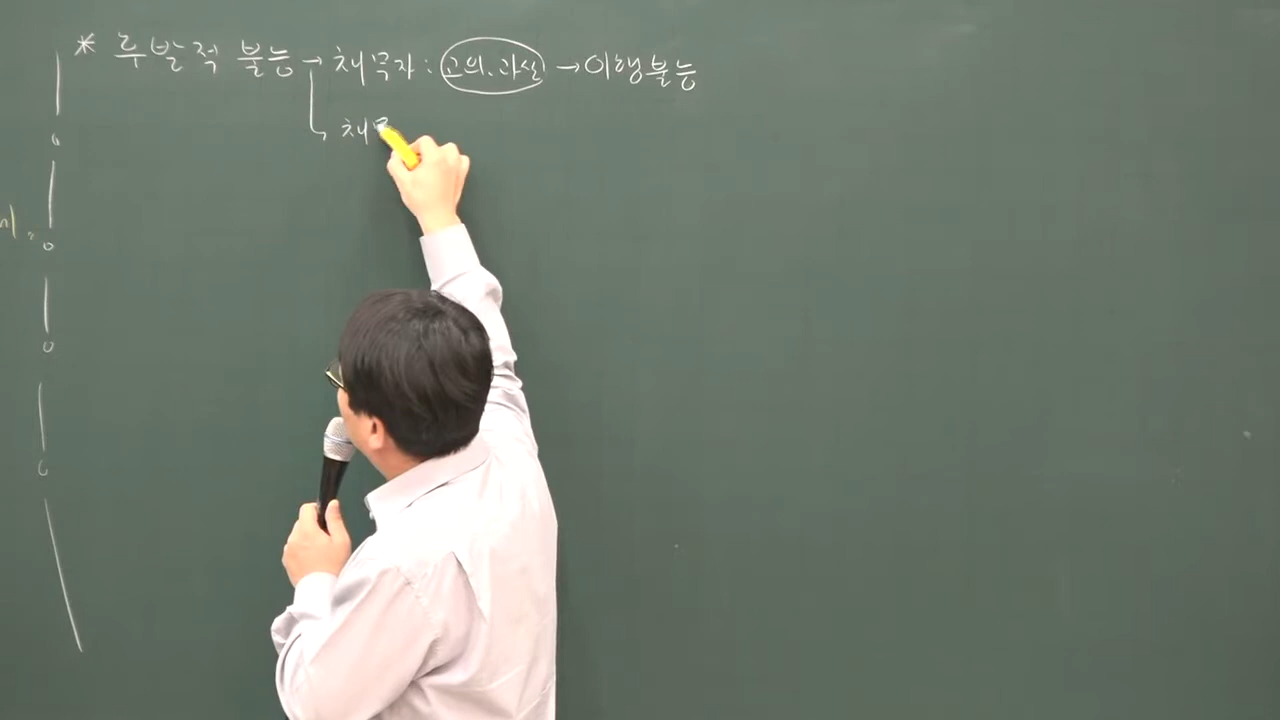 * 후발적 불능 → 채무자 : 고의.과실 → 이행불능
채무